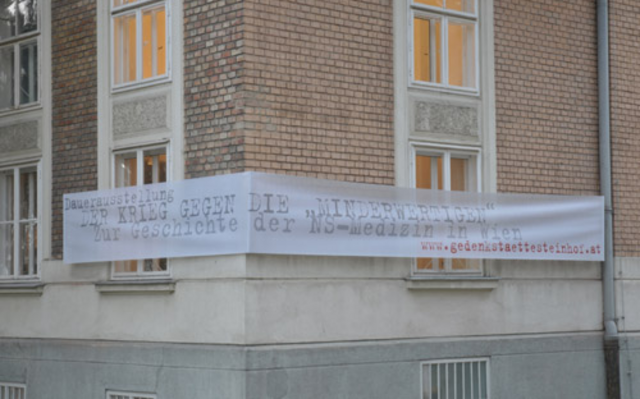 Dauerausstellung
DER KRIEG GEGEN DIE „MINDERWERTIGEN“
Zur Geschichte der NS-Medizin in Wien
www.gedenkstaettesteinhof.at